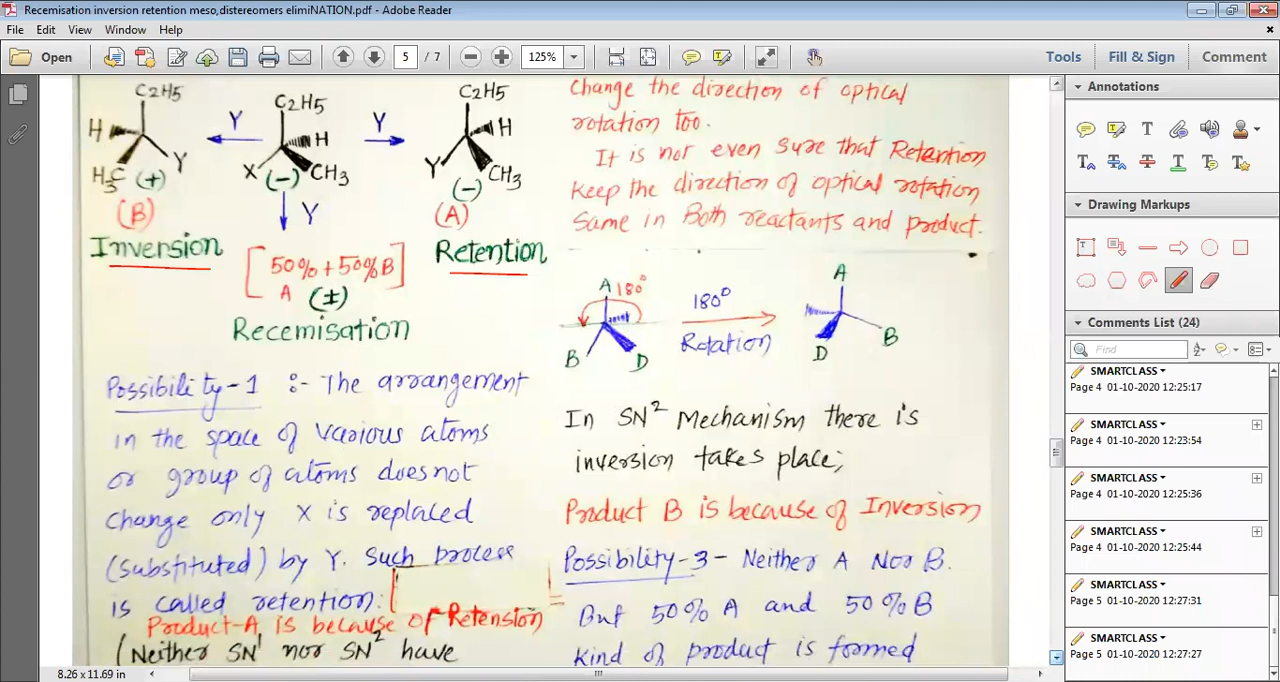 Recemisation inversion retention meso,distereomers elimiNATION.pdf - Adobe Reader
File Edit View Window Help
Open 5 / 7 125% Tools Fill & Sign Comment
C2H5
H
H3C (+) Y
(B)
Inversion
Y
C2H5
H
X (-) CH3
Y
Y
C2H5
H
Y CH3
(-)
(A)
Retention
[50% + 50% B]
A (±)
Recemisation
Possibility-1 :- The arrangement
in the space of various atoms
or group of atoms does not
change only X is replaced
(substituted) by Y. Such process
is called retention.
Product-A, is because of Retension
(Neither SN1 nor SN2 have
Change the direction of optical
rotation too.
It is not even sure that Retention
Keep the direction of optical rotation
Same in Both reactants and product.
A 180°
B D
180°
Rotation
A
D B
In SN2 Mechanism there is
inversion takes place;
Product B is because of Inversion
Possibility-3 - Neither A Nor B.
But 50% A and 50% B
Kind of product is formed
Annotations
Drawing Markups
Comments List (24)
Find
SMARTCLASS
Page 4 01-10-2020 12:25:17
SMARTCLASS
Page 4 01-10-2020 12:23:54
SMARTCLASS
Page 4 01-10-2020 12:25:36
SMARTCLASS
Page 4 01-10-2020 12:25:44
SMARTCLASS
Page 5 01-10-2020 12:27:31
SMARTCLASS
Page 5 01-10-2020 12:27:27
8.26 x 11.69 in